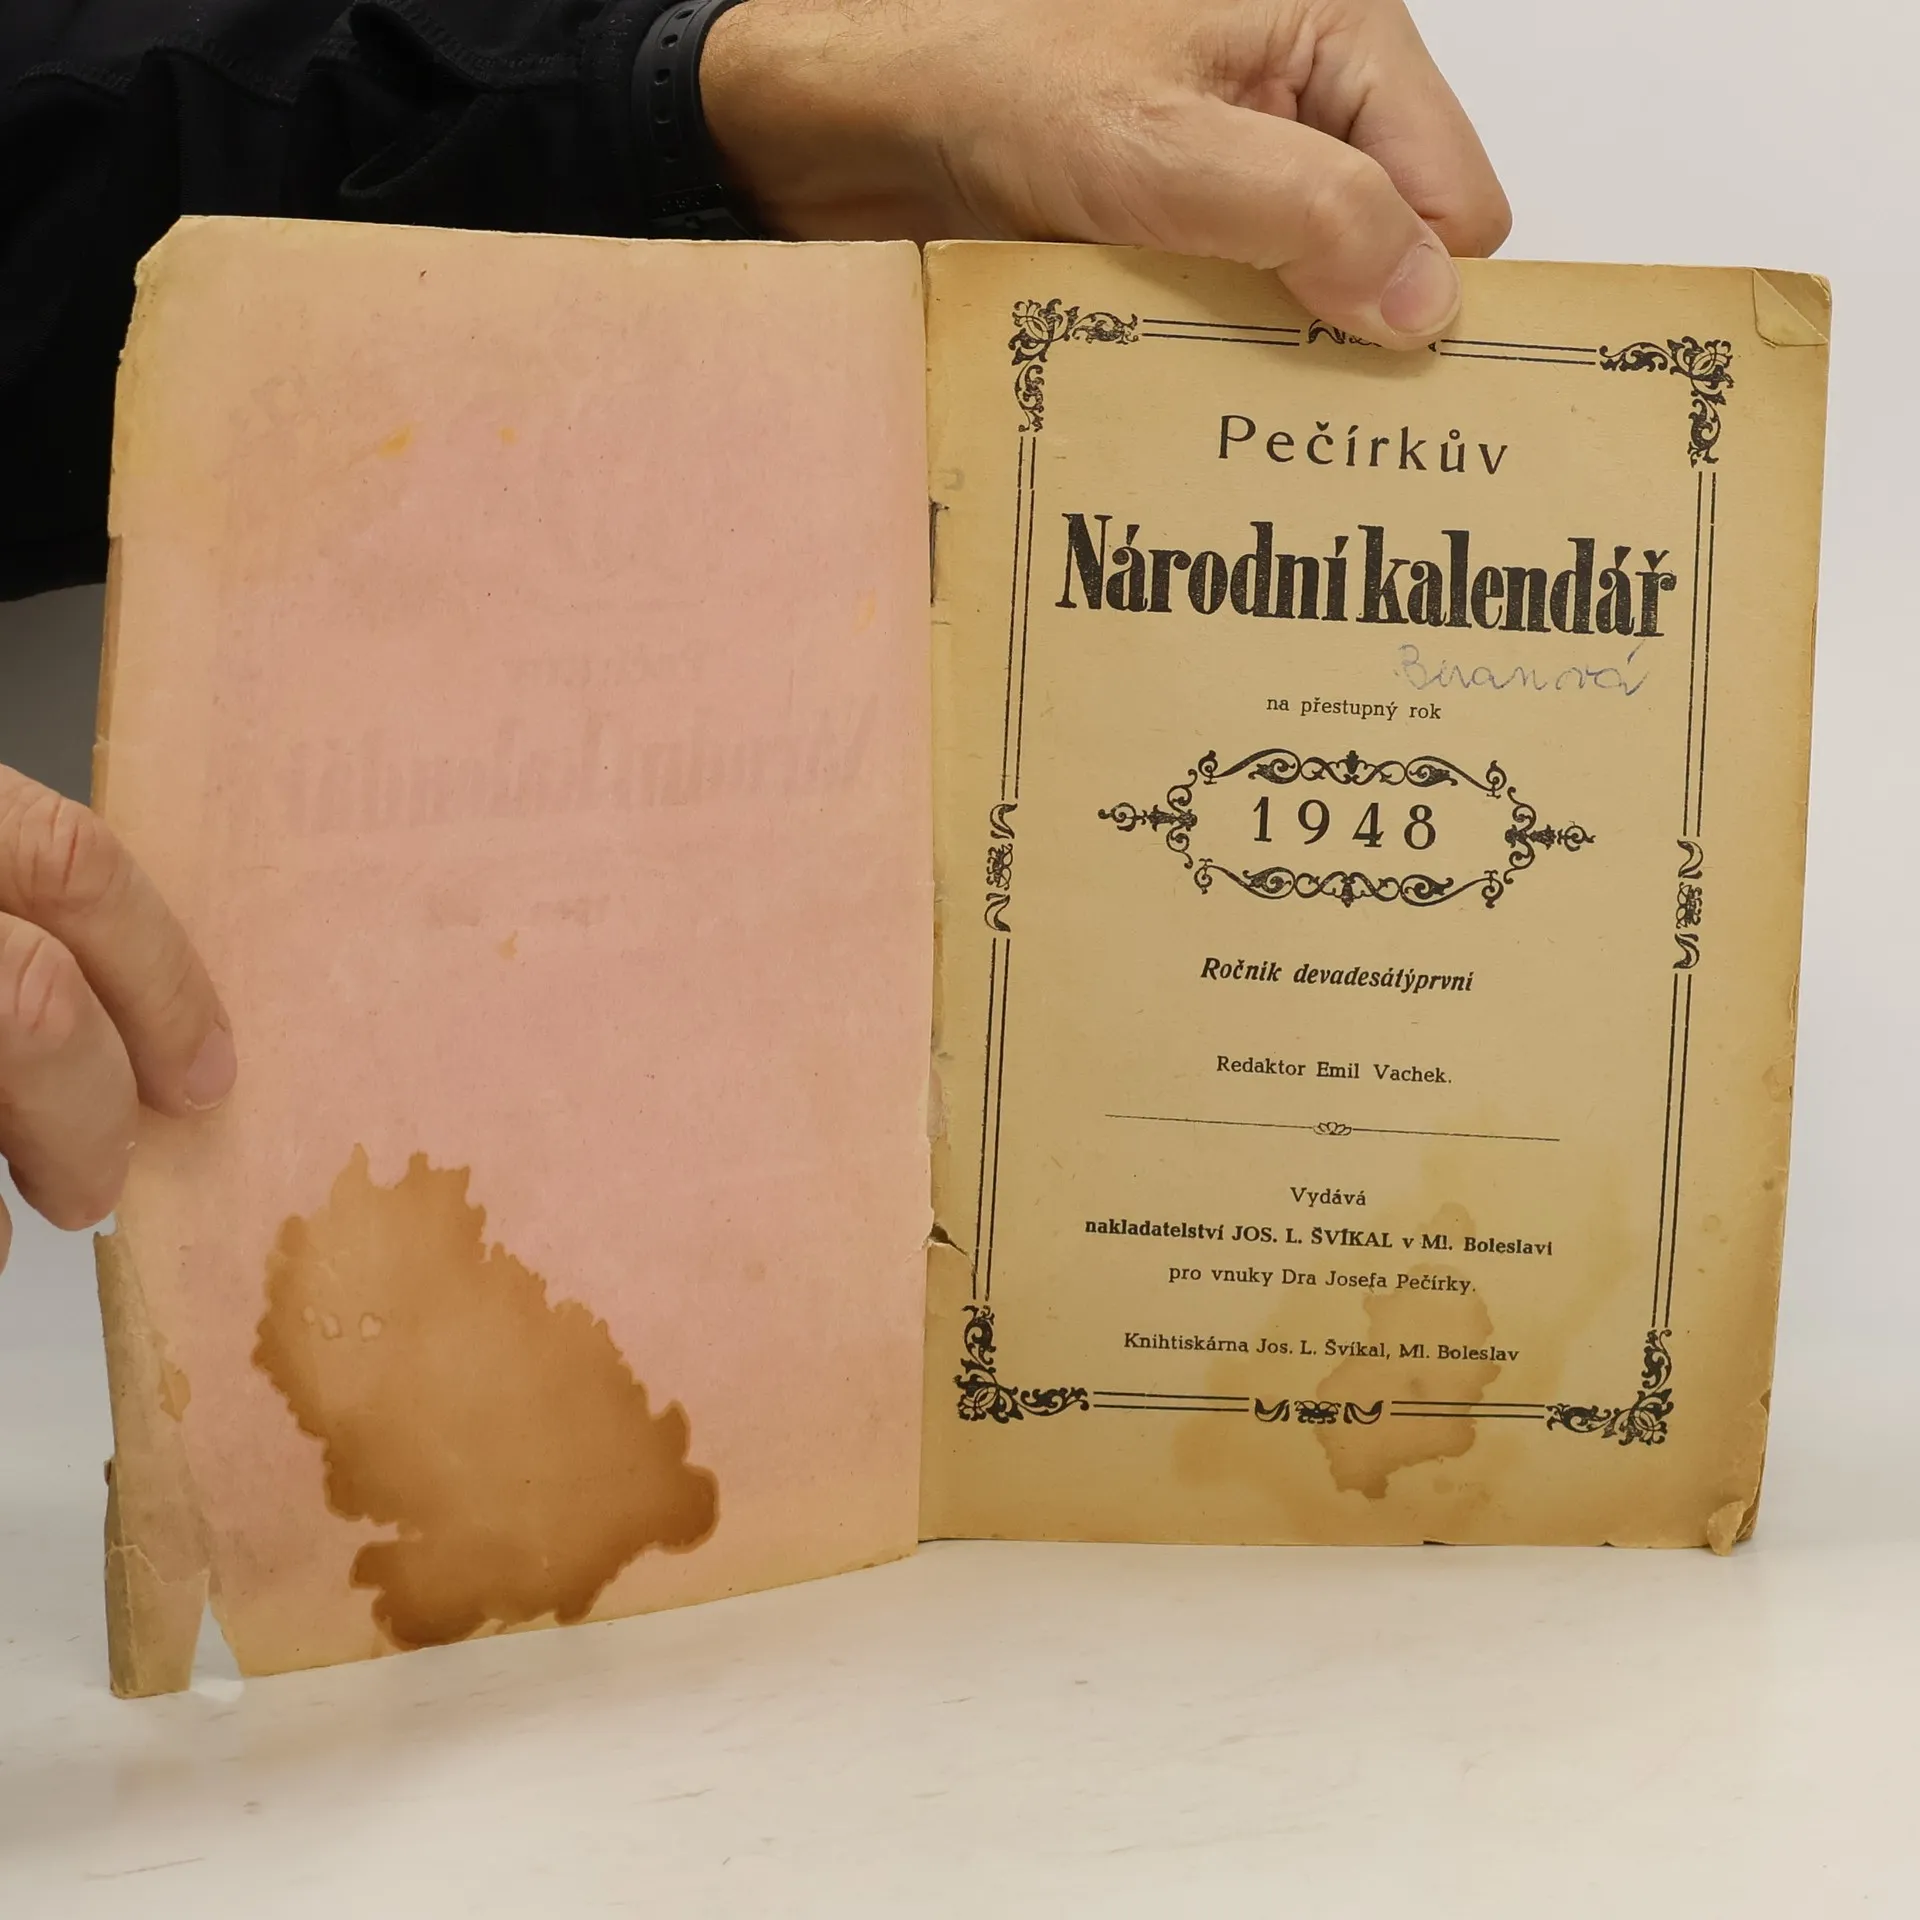 Pečírkův
Národní kalendář
Beranová
na přestupný rok
1948
Ročník devadesátýprvní
Redaktor Emil Vachek.
Vydává
nakladatelství JOS. L. ŠVÍKAL v Ml. Boleslavi
pro vnuky Dra Josefa Pečírky.
Knihtiskárna Jos. L. Švíkal, Ml. Boleslav